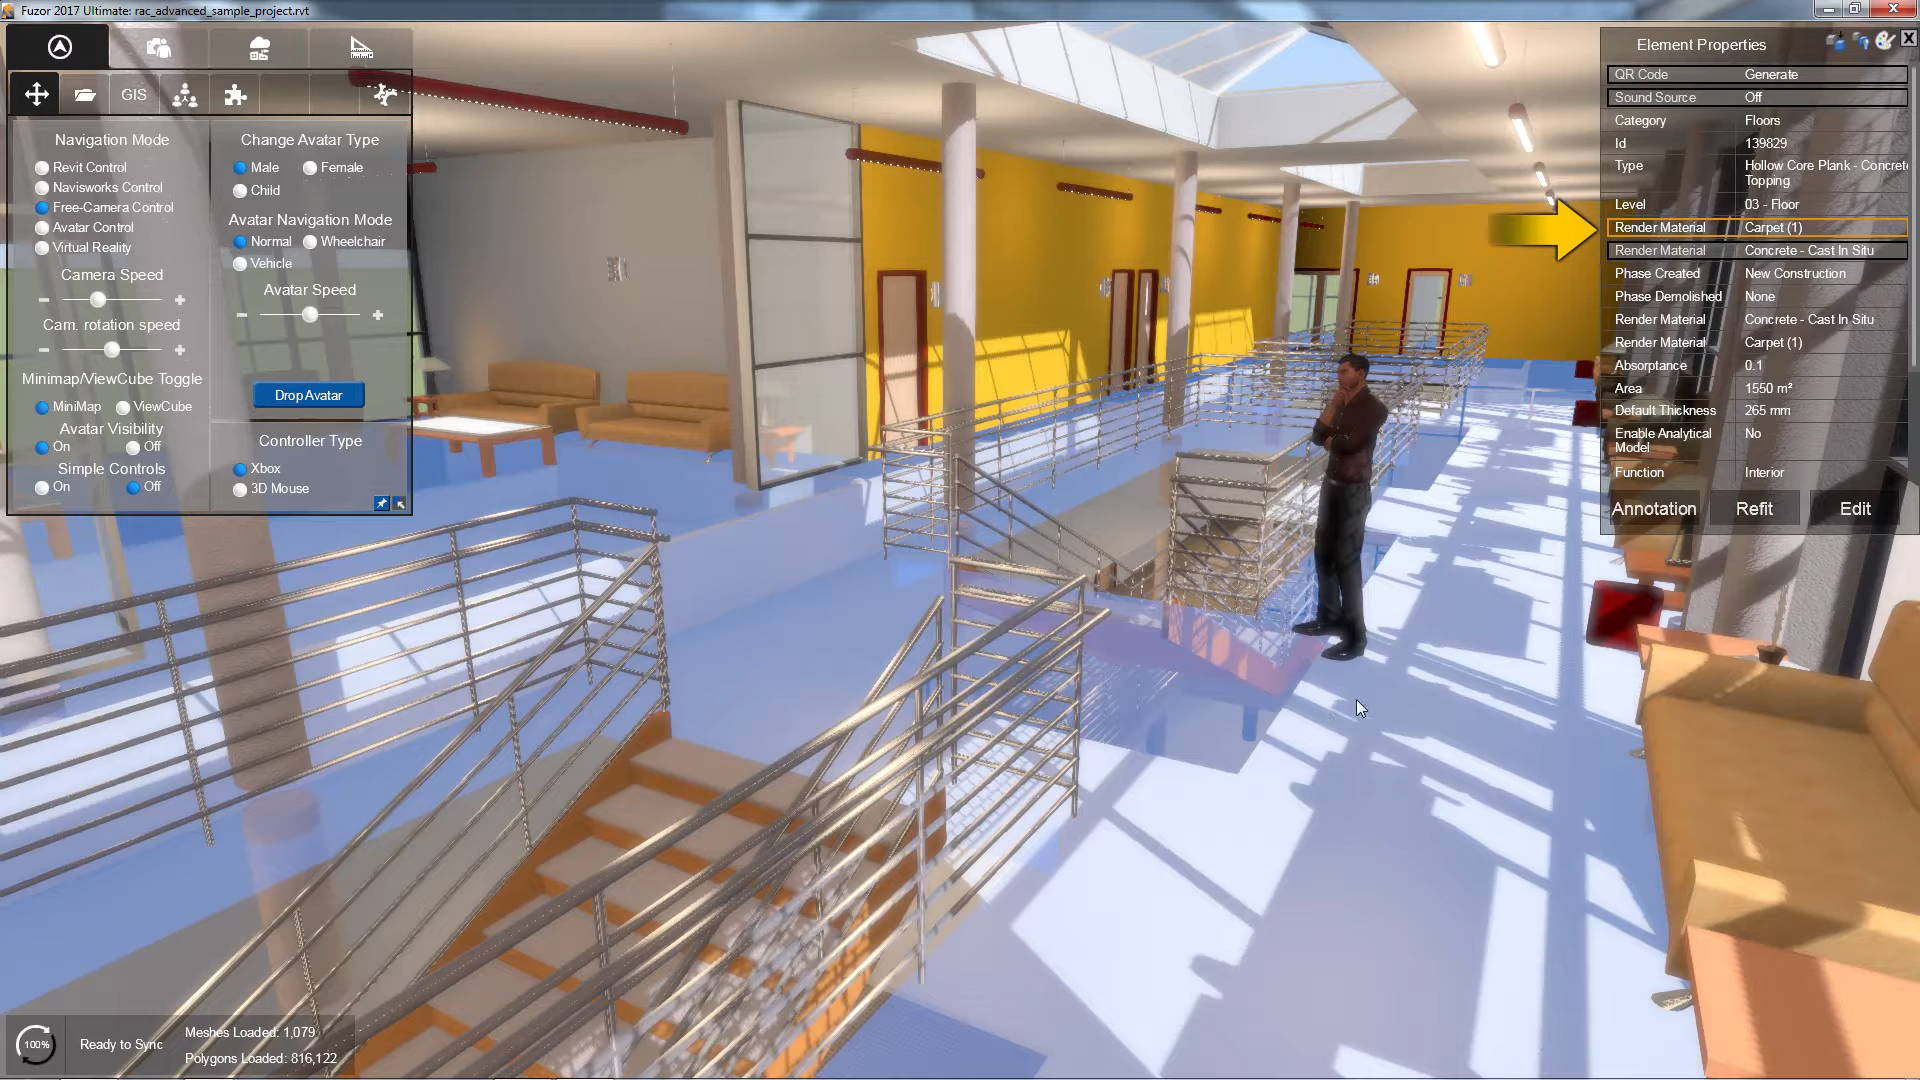 Fuzor 2017 Ultimate: rac_advanced_sample_project.rvt
GIS
Navigation Mode
Revit Control
Navisworks Control
Free-Camera Control
Avatar Control
Virtual Reality
Camera Speed
Cam. rotation speed
Minimap/ViewCube Toggle
MiniMap ViewCube
Avatar Visibility
On Off
Simple Controls
On Off
Change Avatar Type
Male Female
Child
Avatar Navigation Mode
Normal Wheelchair
Vehicle
Avatar Speed
Drop Avatar
Controller Type
Xbox
3D Mouse
Element Properties
QR Code Generate
Sound Source Off
Category Floors
Id 139829
Type Hollow Core Plank - Concrete
Topping
Level 03 - Floor
Render Material Carpet (1)
Render Material Concrete - Cast In Situ
Phase Created New Construction
Phase Demolished None
Render Material Concrete - Cast In Situ
Render Material Carpet (1)
Absorptance 0.1
Area 1550 m²
Default Thickness 265 mm
Enable Analytical No
Model
Function Interior
Annotation Refit Edit
100%
Ready to Sync
Meshes Loaded: 1,079
Polygons Loaded: 816,122